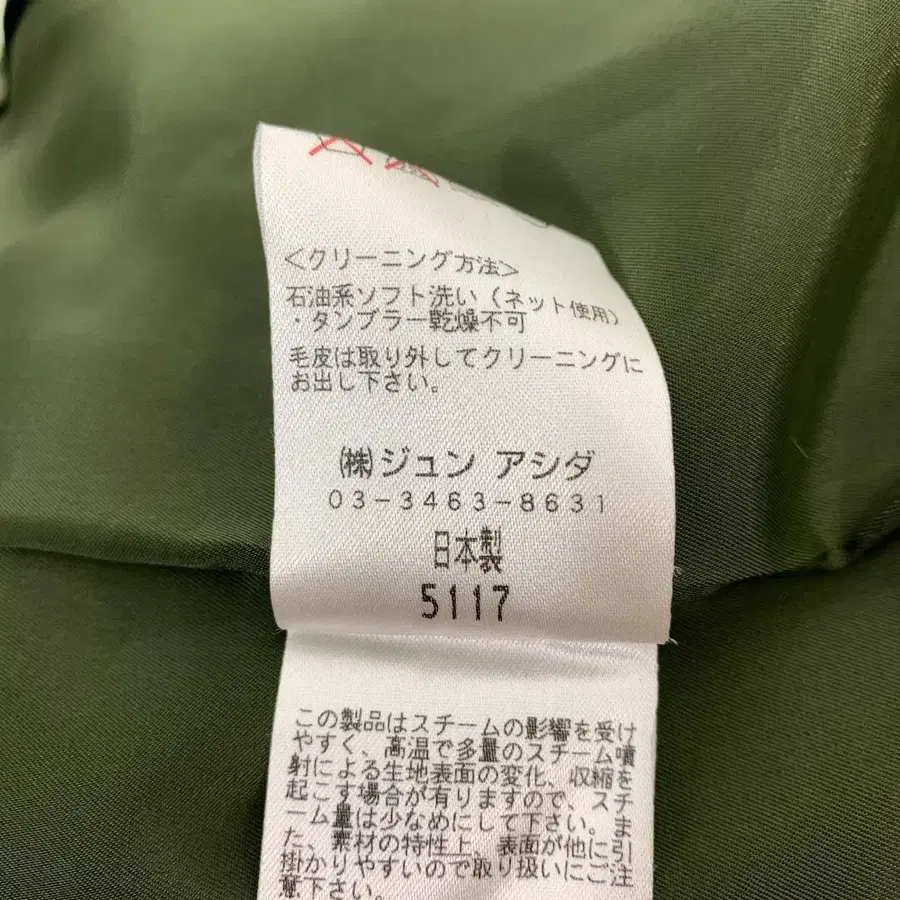 <クリーニング方法>
石油系ソフト洗い(ネット使用)
・タンブラー乾燥不可
毛皮は取り外してクリーニングに
お出し下さい。
(株)ジュン アシダ
03-3463-8631
日本製
5117
この製品はスチームの影響を受け
やすく、高温で多量のスチーム噴
射による生地表面の変化、収縮を
起こす場合が有りますので、スチ
ーム量は少なめにして下さい。ま
た、素材の特性上、表面が他に引
掛かりやすいので取り扱いにご注
意下さい。